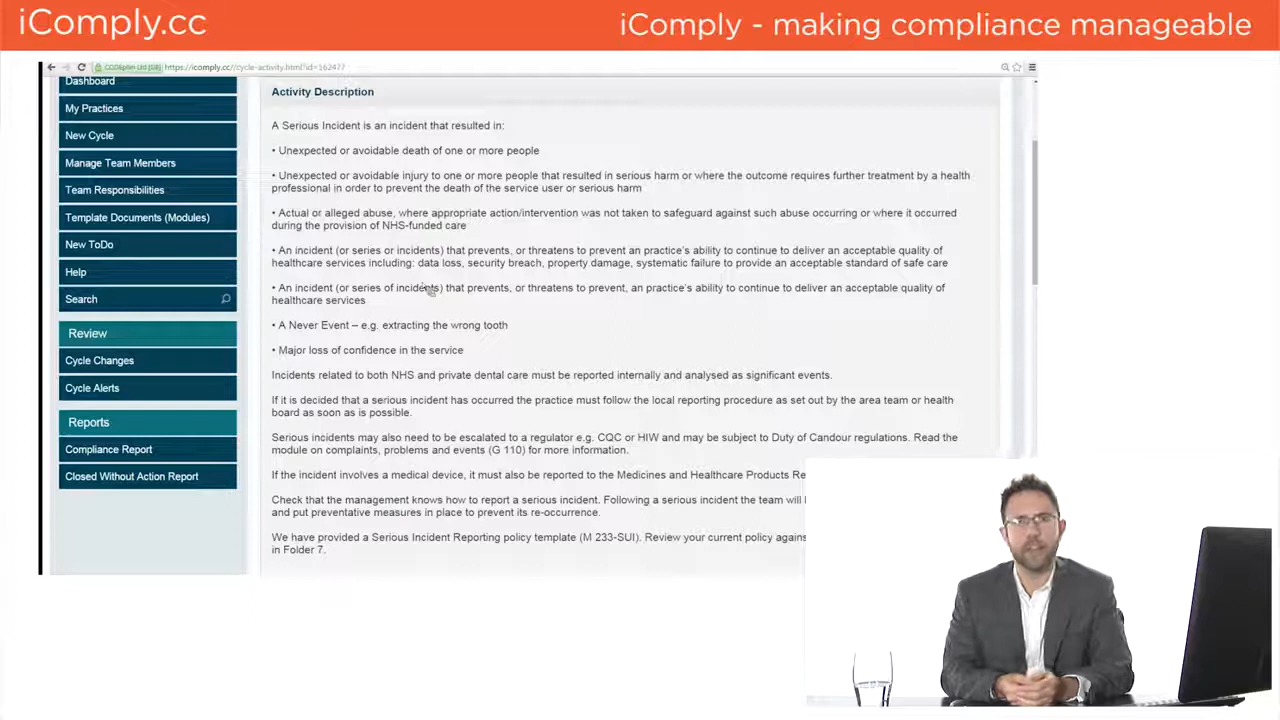 iComply.cc
iComply - making compliance manageable
https://icomply.cc//cycle-activity.html?id=162477
Dashboard
My Practices
New Cycle
Manage Team Members
Team Responsibilities
Template Documents (Modules)
New ToDo
Help
Search
Review
Cycle Changes
Cycle Alerts
Reports
Compliance Report
Closed Without Action Report
Activity Description
A Serious Incident is an incident that resulted in:
• Unexpected or avoidable death of one or more people
• Unexpected or avoidable injury to one or more people that resulted in serious harm or where the outcome requires further treatment by a health
professional in order to prevent the death of the service user or serious harm
• Actual or alleged abuse, where appropriate action/intervention was not taken to safeguard against such abuse occurring or where it occurred
during the provision of NHS-funded care
• An incident (or series or incidents) that prevents, or threatens to prevent an practice's ability to continue to deliver an acceptable quality of
healthcare services including: data loss, security breach, property damage, systematic failure to provide an acceptable standard of safe care
• An incident (or series of incidents) that prevents, or threatens to prevent, an practice's ability to continue to deliver an acceptable quality of
healthcare services
• A Never Event – e.g. extracting the wrong tooth
• Major loss of confidence in the service
Incidents related to both NHS and private dental care must be reported internally and analysed as significant events.
If it is decided that a serious incident has occurred the practice must follow the local reporting procedure as set out by the area team or health
board as soon as is possible.
Serious incidents may also need to be escalated to a regulator e.g. CQC or HIW and may be subject to Duty of Candour regulations. Read the
module on complaints, problems and events (G 110) for more information.
If the incident involves a medical device, it must also be reported to the Medicines and Healthcare Products Re
Check that the management knows how to report a serious incident. Following a serious incident the team will
and put preventative measures in place to prevent its re-occurrence.
We have provided a Serious Incident Reporting policy template (M 233-SUI). Review your current policy agains
in Folder 7.